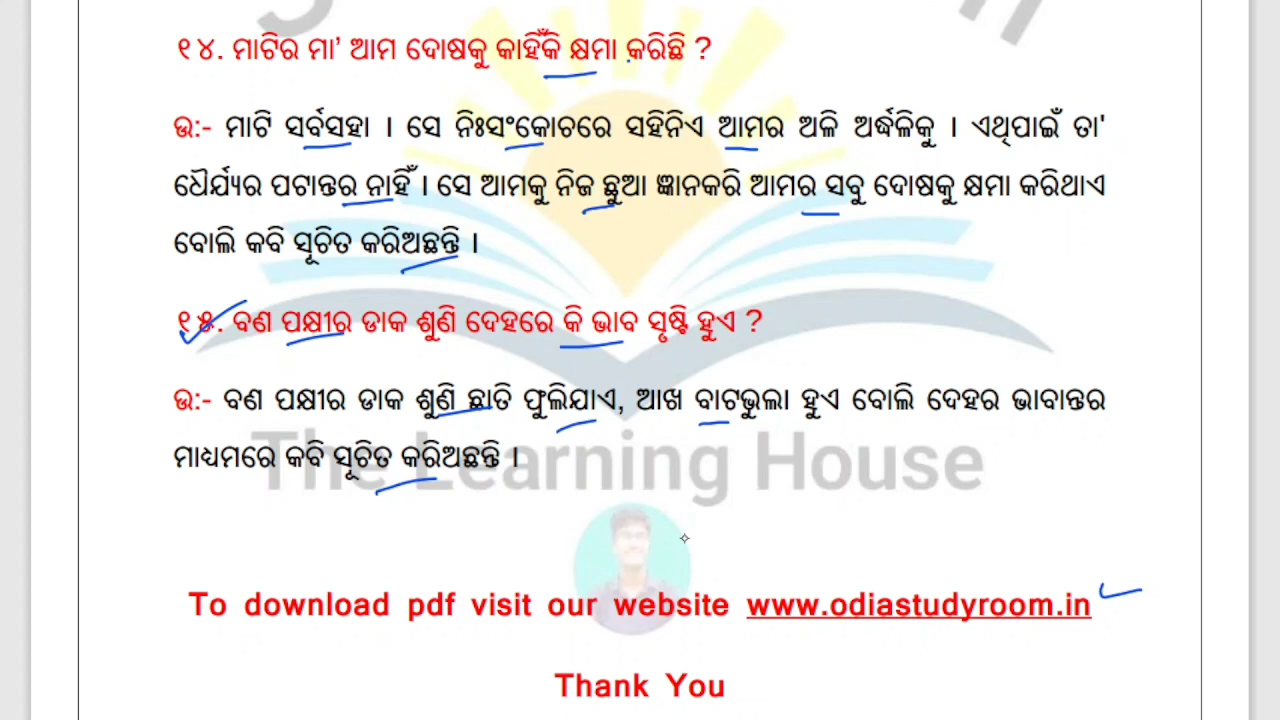 ୧୪. ମାଟିର ମା’ ଆମ ଦୋଷକୁ କାହିଁକି କ୍ଷମା କରିଛି ?
ଉ:- ମାଟି ସର୍ବସହା । ସେ ନିଃସଂକୋଚରେ ସହିନିଏ ଆମର ଅଳି ଅର୍ଦ୍ଧଳିକୁ । ଏଥିପାଇଁ ତା'
ଧୈର୍ଯ୍ୟର ପଟାନ୍ତର ନାହିଁ । ସେ ଆମକୁ ନିଜ ଛୁଆ ଜ୍ଞାନକରି ଆମର ସବୁ ଦୋଷକୁ କ୍ଷମା କରିଥାଏ
ବୋଲି କବି ସୂଚିତ କରିଅଛନ୍ତି ।
୧୫. ବଣ ପକ୍ଷୀର ଡାକ ଶୁଣି ଦେହରେ କି ଭାବ ସୃଷ୍ଟି ହୁଏ ?
ଉ:- ବଣ ପକ୍ଷୀର ଡାକ ଶୁଣି ଛାତି ଫୁଲିଯାଏ, ଆଖି ବାଟଭୁଲା ହୁଏ ବୋଲି ଦେହର ଭାବାନ୍ତର
ମାଧ୍ୟମରେ କବି ସୂଚିତ କରିଅଛନ୍ତି ।
The Learning House
To download pdf visit our website www.odiastudyroom.in
Thank You